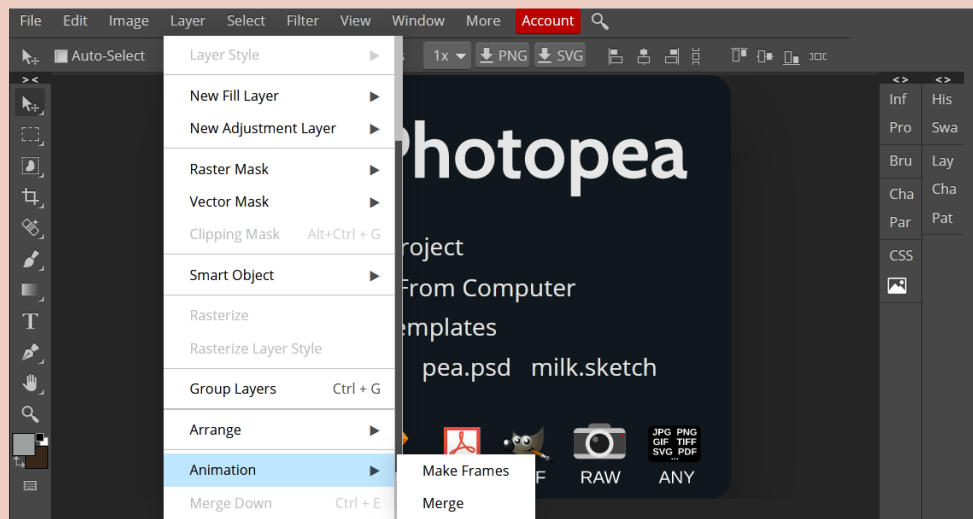 File Edit Image Layer Select Filter View Window More Account
Auto-Select 1x PNG SVG
Layer Style
New Fill Layer
New Adjustment Layer
Raster Mask
Vector Mask
Clipping Mask Alt+Ctrl + G
Smart Object
Rasterize
Rasterize Layer Style
Group Layers Ctrl + G
Arrange
Animation
Merge Down Ctrl + E
Make Frames
Merge
Photopea
roject
From Computer
emplates
pea.psd milk.sketch
F RAW ANY
JPG PNG
GIF TIFF
SVG PDF
...
> <
T
< > < >
Inf His
Pro Swa
Bru Lay
Cha Cha
Par Pat
CSS